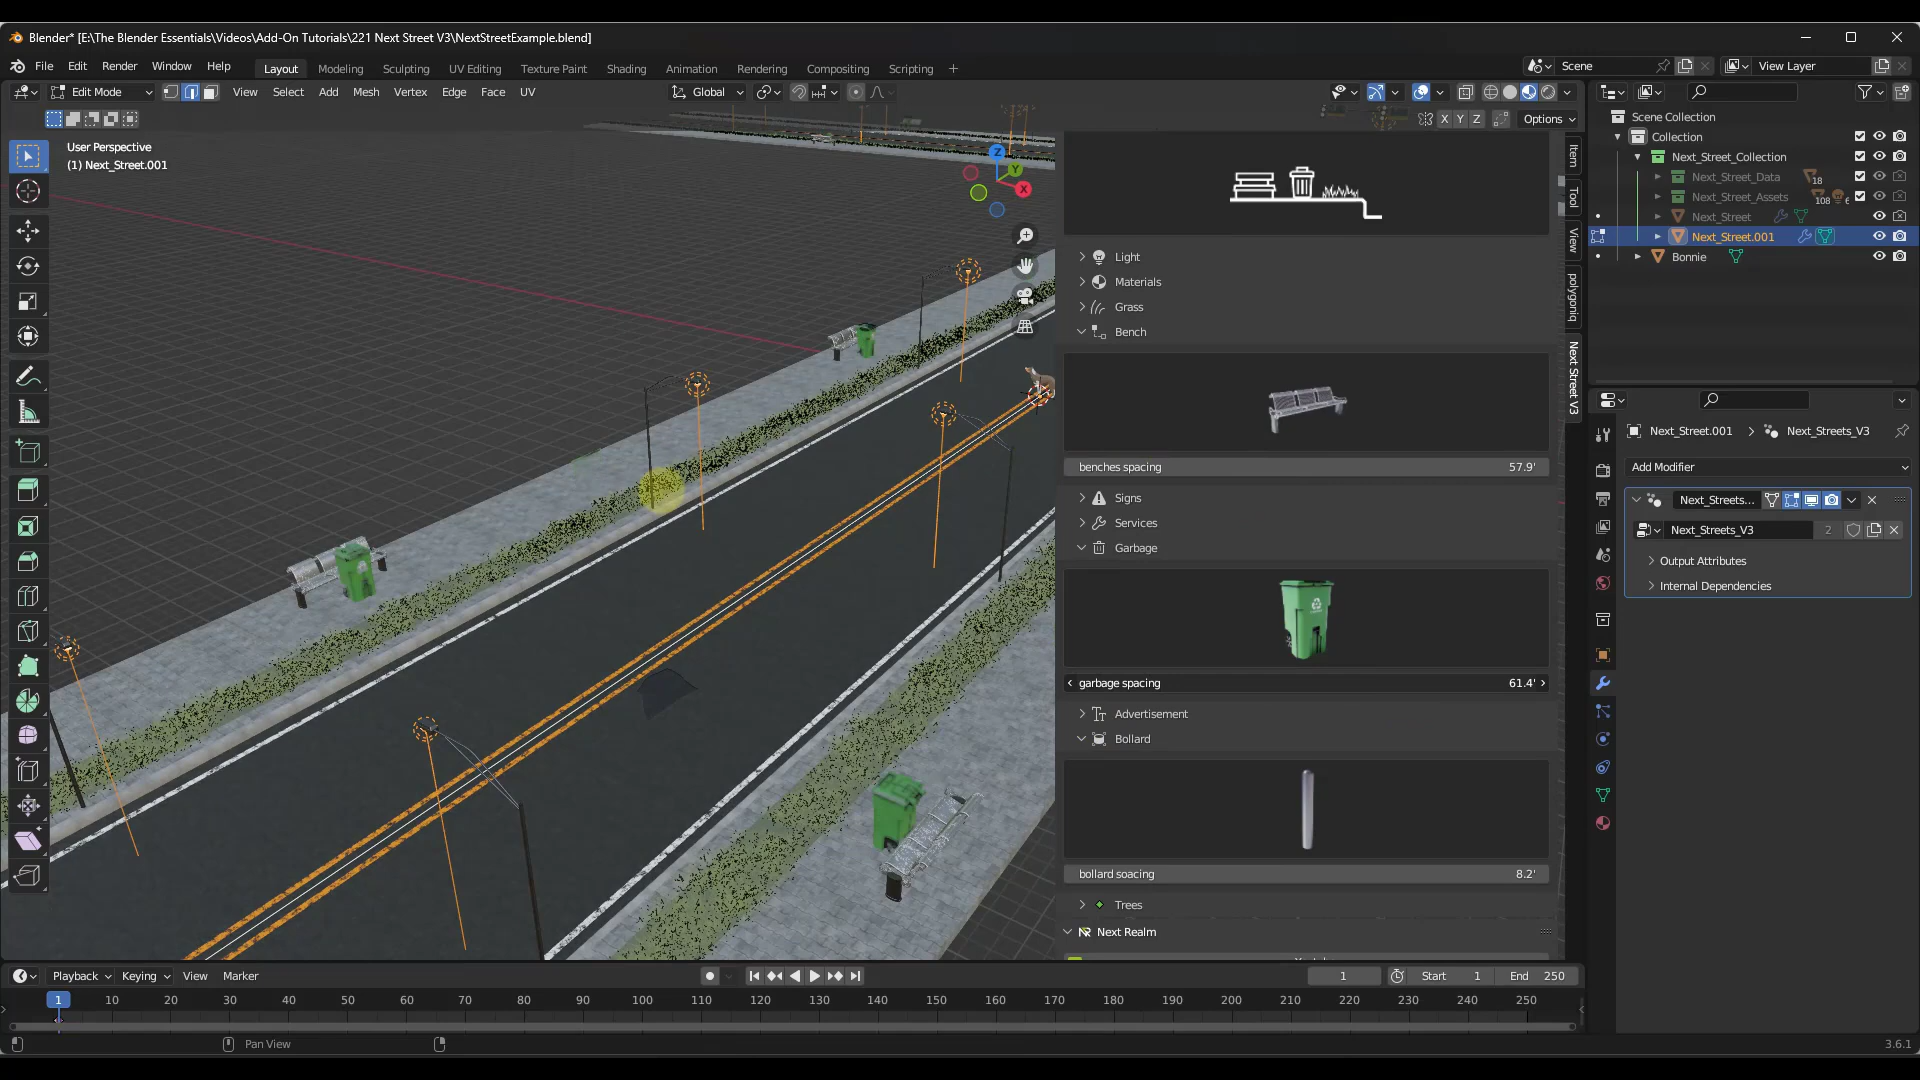 Blender* [E:\The Blender Essentials\Videos\Add-On Tutorials\221 Next Street V3\NextStreetExample.blend]
File Edit Render Window Help Layout Modeling Sculpting UV Editing Texture Paint Shading Animation Rendering Compositing Scripting + Scene View Layer
Edit Mode View Select Add Mesh Vertex Edge Face UV Global
X Y Z Options
User Perspective
(1) Next_Street.001
Z
Y
X
Item
Tool
View
polygoniq
Next Street V3
Light
Materials
Grass
Bench
benches spacing 57.9'
Signs
Services
Garbage
garbage spacing 61.4'
Advertisement
Bollard
bollard soacing 8.2'
Trees
Next Realm
Scene Collection
Collection
Next_Street_Collection
Next_Street_Data 18
Next_Street_Assets 108 6
Next_Street
Next_Street.001
Bonnie
Next_Street.001 > Next_Streets_V3
Add Modifier
Next_Streets...
Next_Streets_V3 2
Output Attributes
Internal Dependencies
Playback Keying View Marker 1 Start 1 End 250
1 10 20 30 40 50 60 70 80 90 100 110 120 130 140 150 160 170 180 190 200 210 220 230 240 250
Pan View 3.6.1